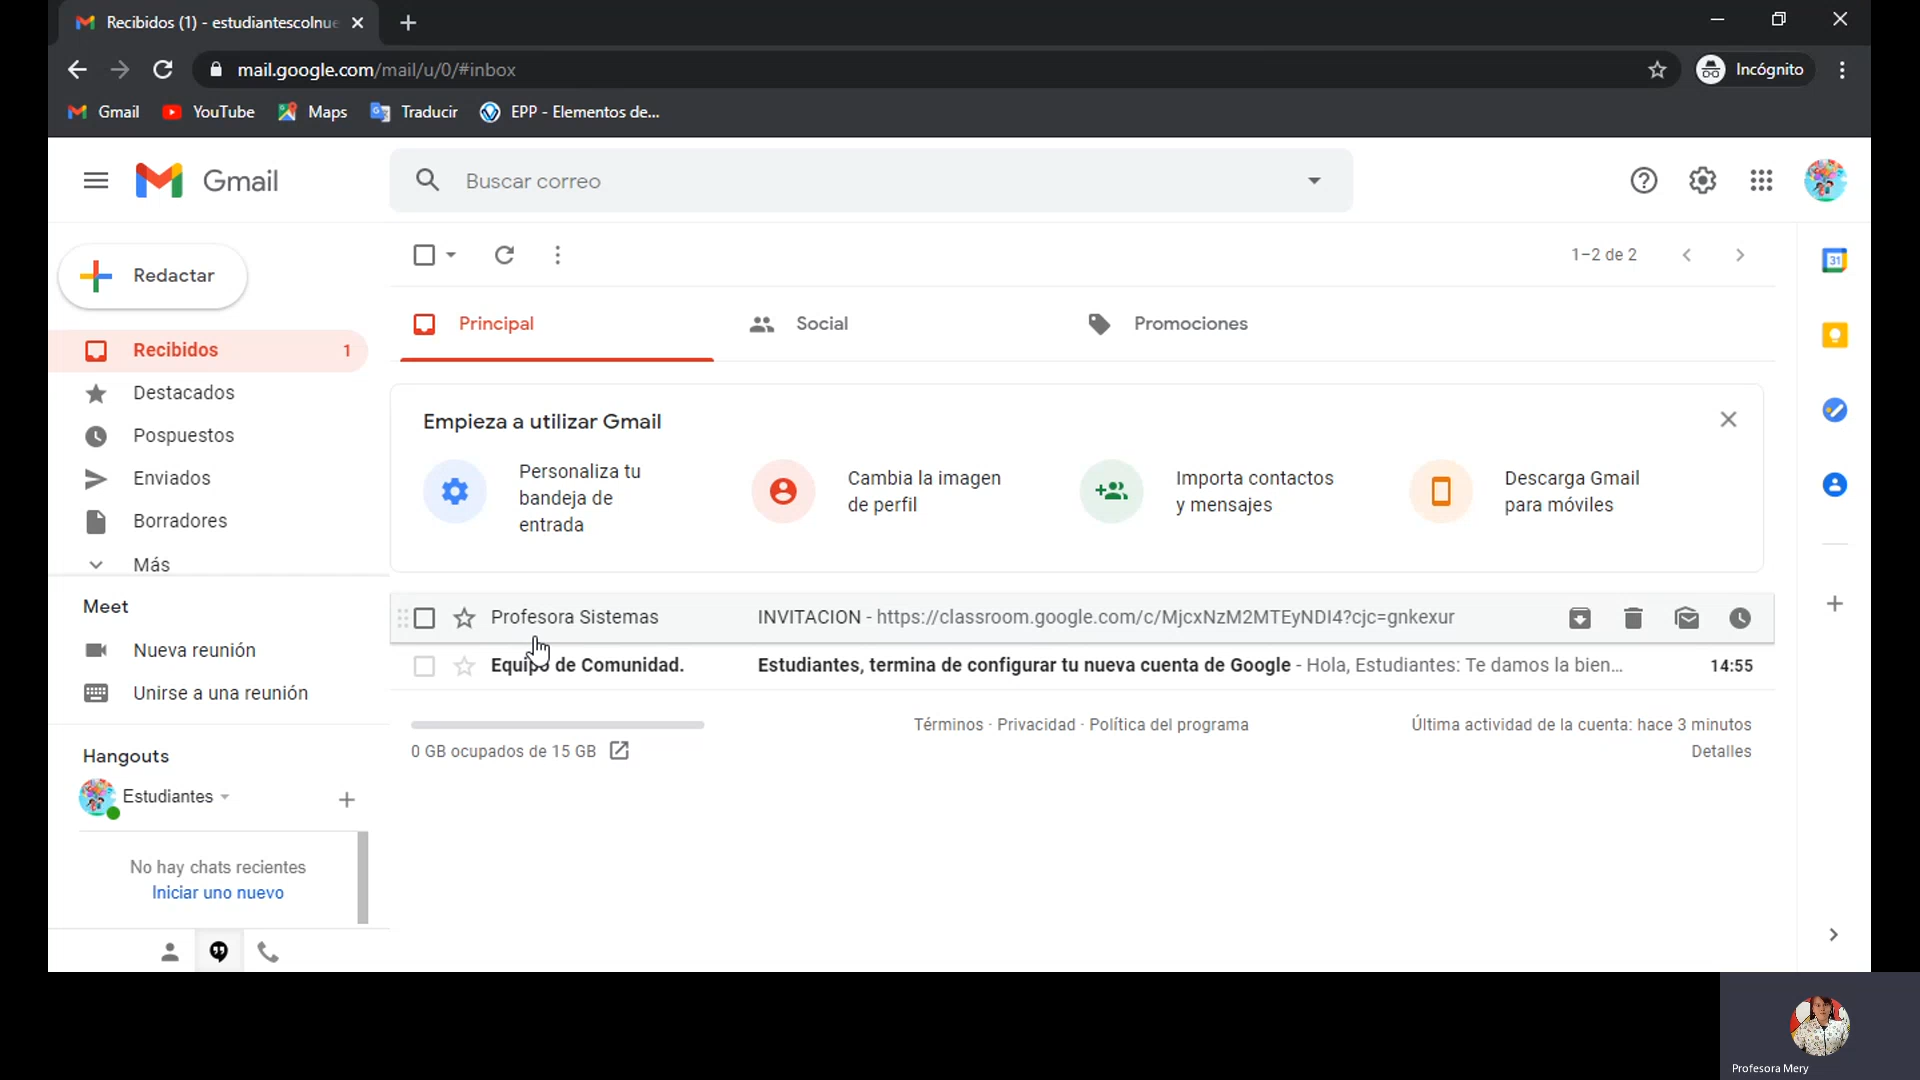 Recibidos (1) - estudiantescolnue
mail.google.com/mail/u/0/#inbox
Incógnito
Gmail
YouTube
Maps
Traducir
EPP - Elementos de...
Gmail
Buscar correo
Redactar
1–2 de 2
31
Principal
Social
Promociones
Recibidos
1
Destacados
Pospuestos
Enviados
Borradores
Más
Empieza a utilizar Gmail
Personaliza tu
bandeja de
entrada
Cambia la imagen
de perfil
Importa contactos
y mensajes
Descarga Gmail
para móviles
Profesora Sistemas
INVITACION - https://classroom.google.com/c/MjcxNzM2MTEyNDI4?cjc=gnkexur
Equipo de Comunidad.
Estudiantes, termina de configurar tu nueva cuenta de Google - Hola, Estudiantes: Te damos la bien...
14:55
Meet
Nueva reunión
Unirse a una reunión
0 GB ocupados de 15 GB
Términos · Privacidad · Política del programa
Última actividad de la cuenta: hace 3 minutos
Detalles
Hangouts
Estudiantes
No hay chats recientes
Iniciar uno nuevo
Profesora Mery